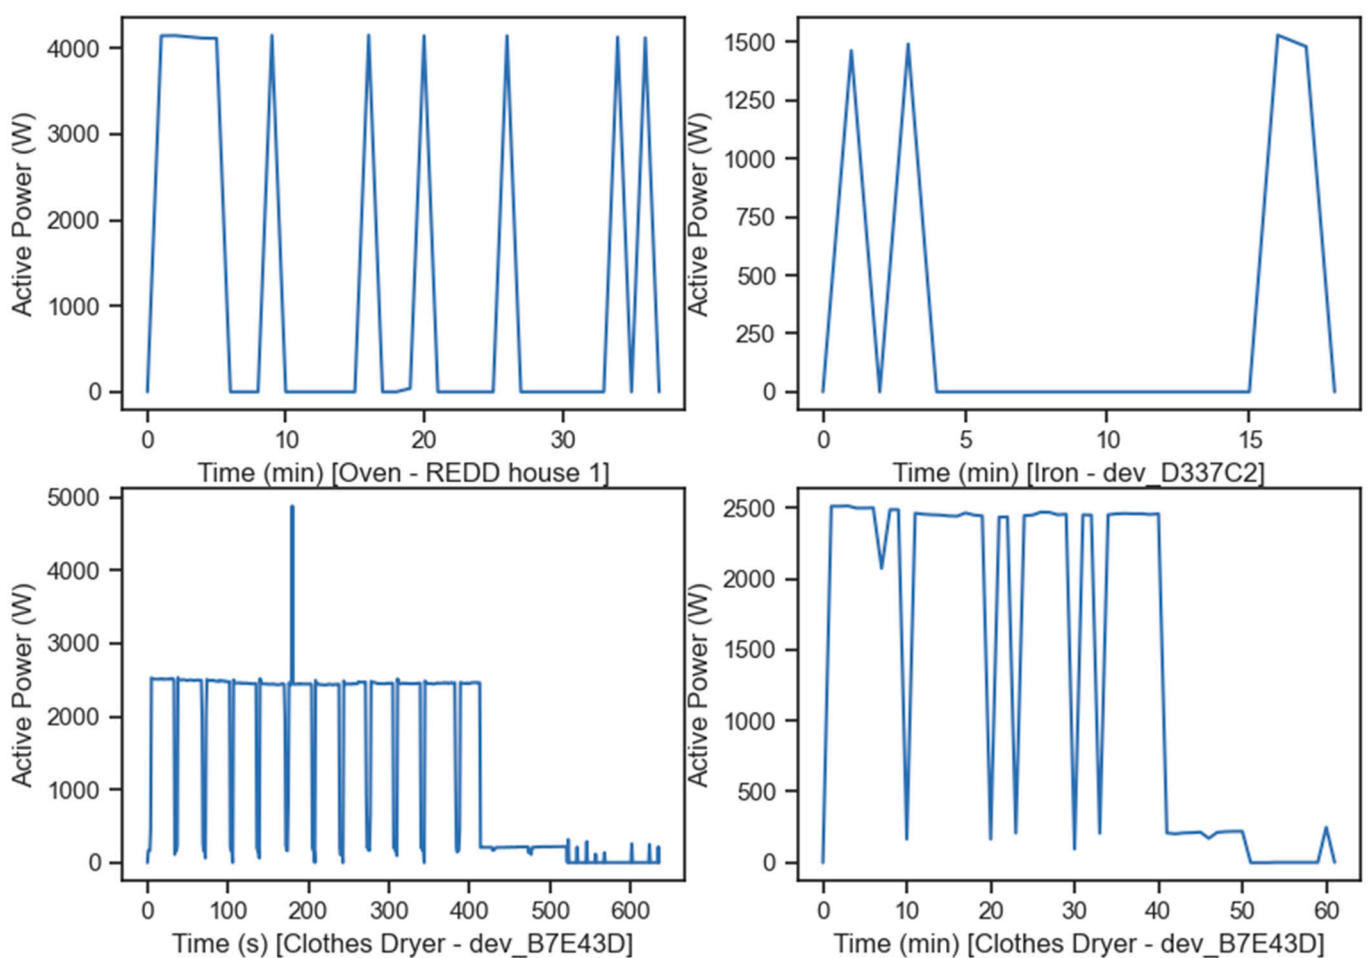 Active Power (W)
4000
3000
2000
1000
0
0 10 20 30
Time (min) [Oven - REDD house 1]
Active Power (W)
1500
1250
1000
750
500
250
0
0 5 10 15
Time (min) [Iron - dev_D337C2]
Active Power (W)
5000
4000
3000
2000
1000
0
0 100 200 300 400 500 600
Time (s) [Clothes Dryer - dev_B7E43D]
Active Power (W)
2500
2000
1500
1000
500
0
0 10 20 30 40 50 60
Time (min) [Clothes Dryer - dev_B7E43D]